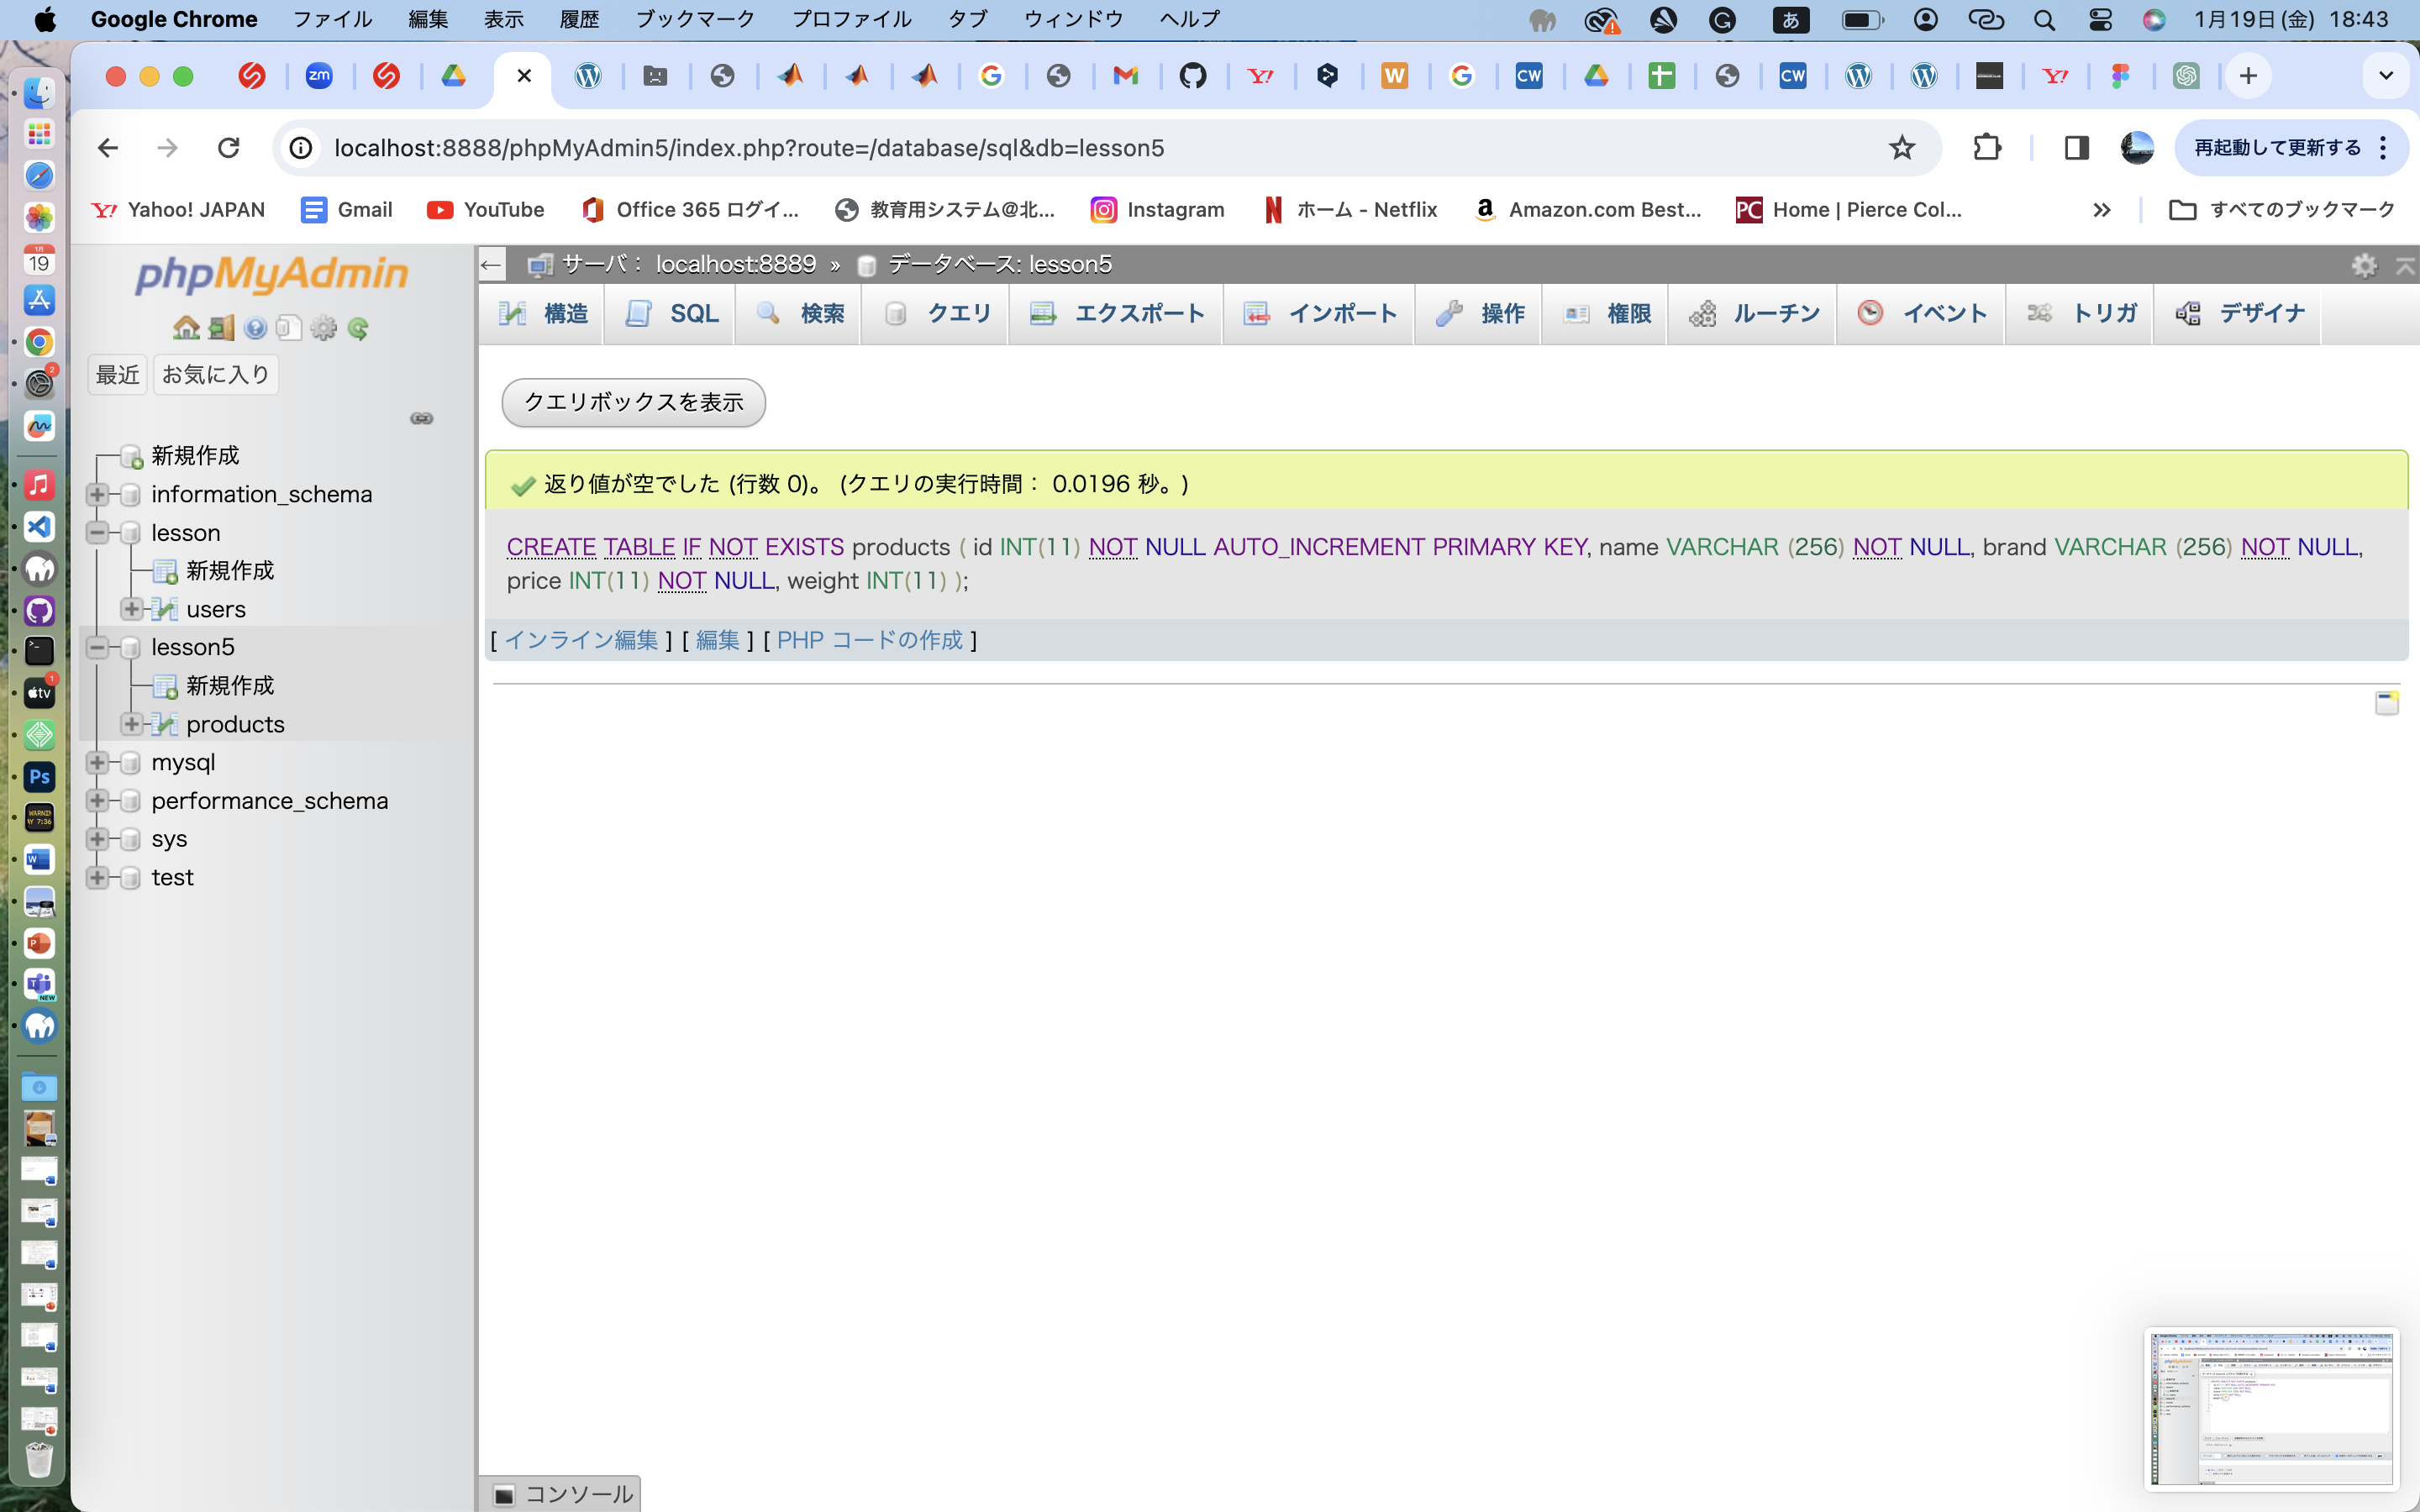 Google Chrome ファイル 編集 表示 履歴 ブックマーク プロファイル タブ ウィンドウ ヘルプ あ 1月19日(金) 18:43
localhost:8888/phpMyAdmin5/index.php?route=/database/sql&db=lesson5 再起動して更新する
Yahoo! JAPAN Gmail YouTube Office 365 ログイ... 教育用システム@北... Instagram ホーム - Netflix Amazon.com Best... Home | Pierce Col... » すべてのブックマーク
phpMyAdmin
最近 お気に入り
新規作成
information_schema
lesson
新規作成
users
lesson5
新規作成
products
mysql
performance_schema
sys
test
サーバ： localhost:8889 » データベース: lesson5
構造 SQL 検索 クエリ エクスポート インポート 操作 権限 ルーチン イベント トリガ デザイナ
クエリボックスを表示
返り値が空でした (行数 0)。 (クエリの実行時間： 0.0196 秒。)
CREATE TABLE IF NOT EXISTS products ( id INT(11) NOT NULL AUTO_INCREMENT PRIMARY KEY, name VARCHAR (256) NOT NULL, brand VARCHAR (256) NOT NULL,
price INT(11) NOT NULL, weight INT(11) );
[ インライン編集 ] [ 編集 ] [ PHP コードの作成 ]
コンソール